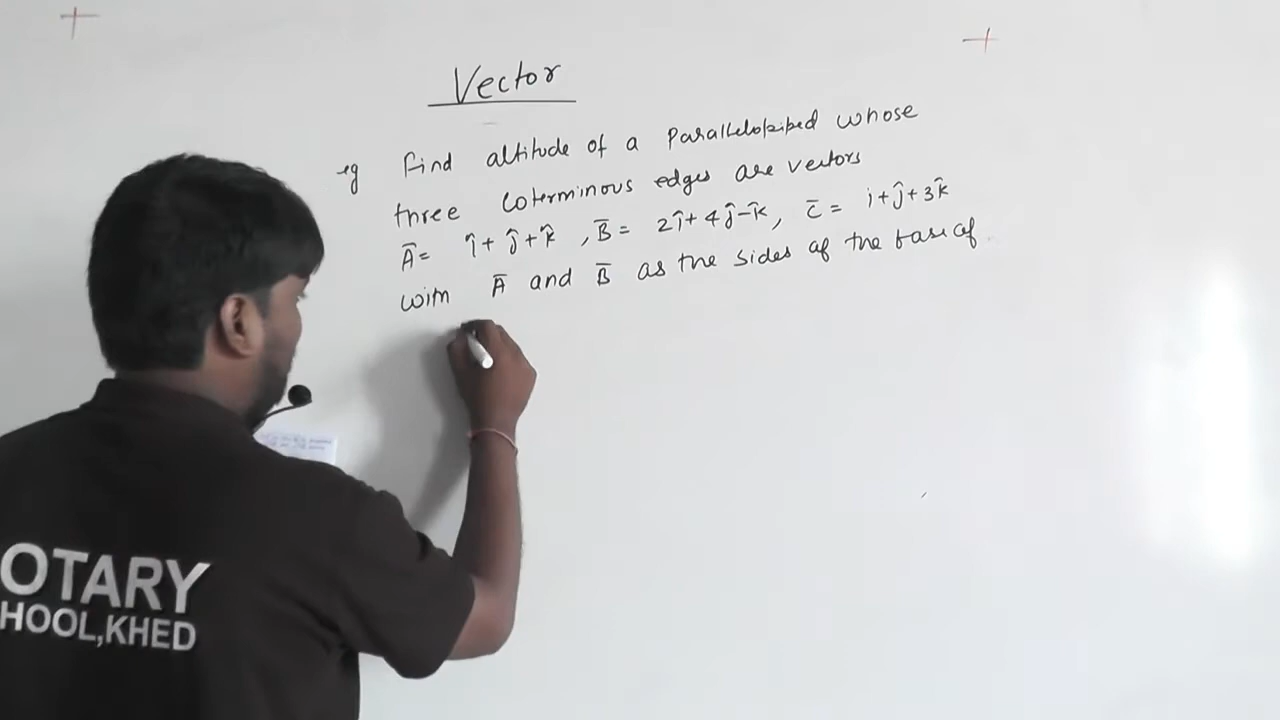 Vector
eg Find altitude of a Parallelopiped whose
three coterminous edges are vectors
A̅ = î + ĵ + k̂ , B̅ = 2î + 4ĵ - k̂, c̅ = i + ĵ + 3k̂
with A̅ and B̅ as the sides of the base of
OTARY
HOOL,KHED